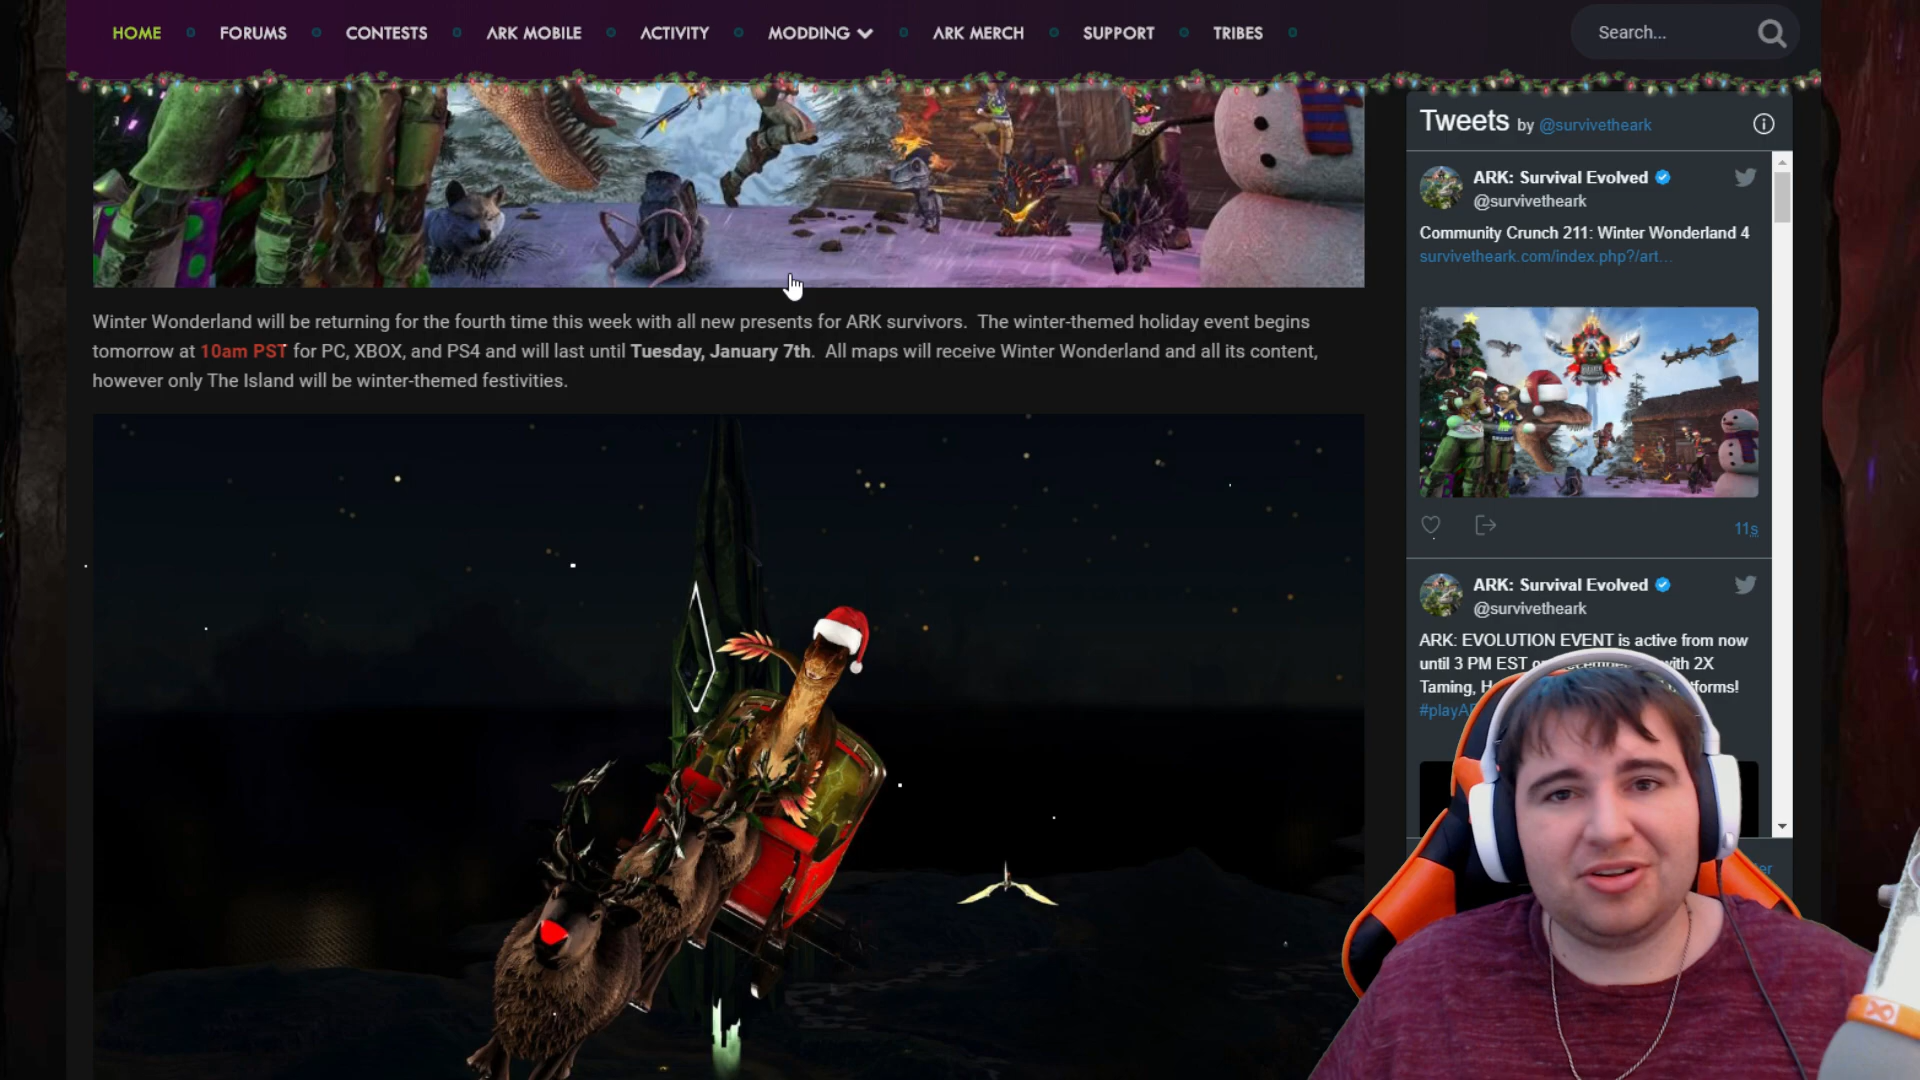 HOME FORUMS CONTESTS ARK MOBILE ACTIVITY MODDING ARK MERCH SUPPORT TRIBES Search...
Winter Wonderland will be returning for the fourth time this week with all new presents for ARK survivors. The winter-themed holiday event begins
tomorrow at 10am PST for PC, XBOX, and PS4 and will last until Tuesday, January 7th. All maps will receive Winter Wonderland and all its content,
however only The Island will be winter-themed festivities.
Tweets by @survivetheark
ARK: Survival Evolved
@survivetheark
Community Crunch 211: Winter Wonderland 4
survivetheark.com/index.php?/art...
11s
ARK: Survival Evolved
@survivetheark
ARK: EVOLUTION EVENT is active from now
until 3 PM EST with 2X
Taming,